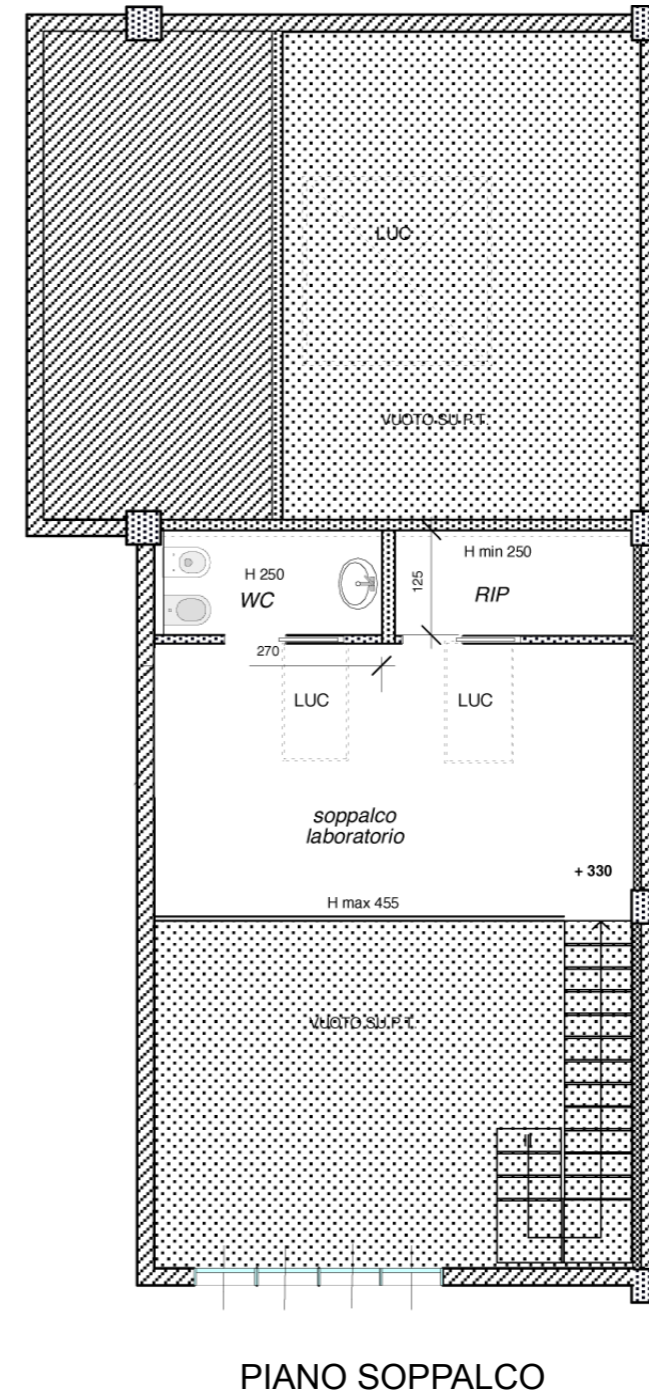 LUC
VUOTO SU P.T.
H 250
WC
125
H min 250
RIP
270
LUC
LUC
soppalco
laboratorio
+ 330
H max 455
VUOTO SU P.T.
PIANO SOPPALCO